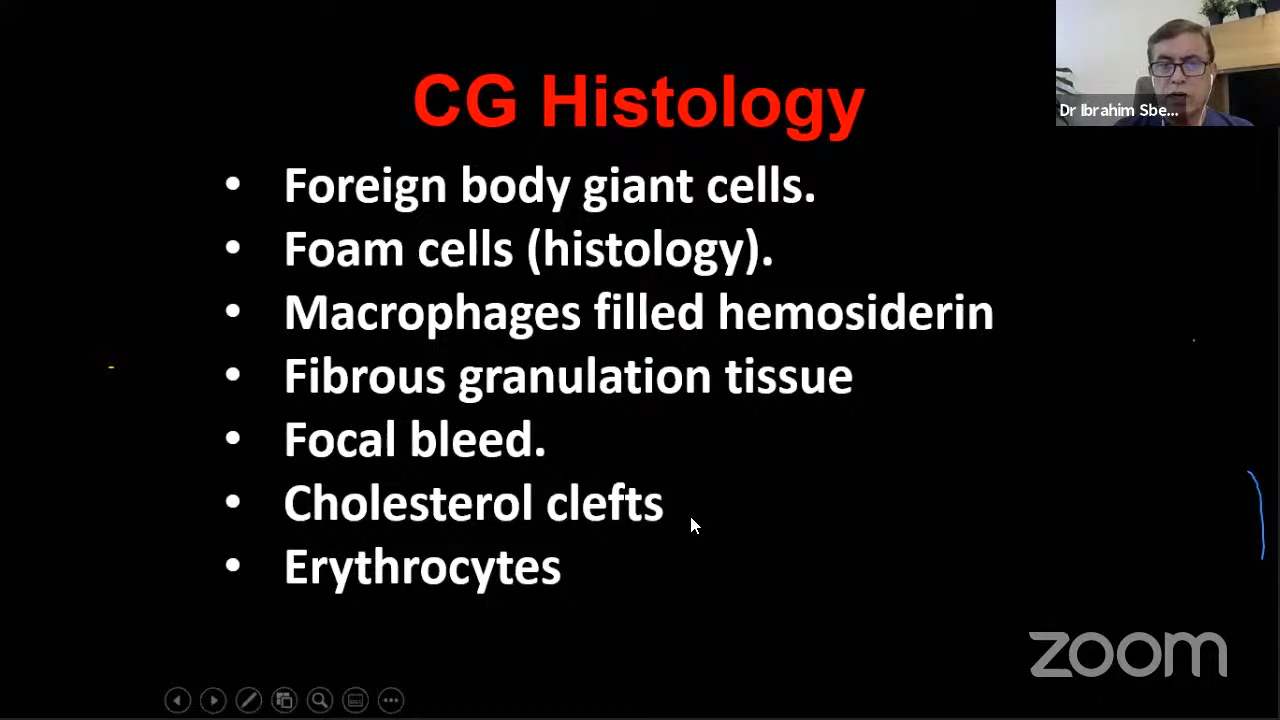 CG Histology
Dr Ibrahim Sbe...
• Foreign body giant cells.
• Foam cells (histology).
• Macrophages filled hemosiderin
• Fibrous granulation tissue
• Focal bleed.
• Cholesterol clefts
• Erythrocytes
zoom